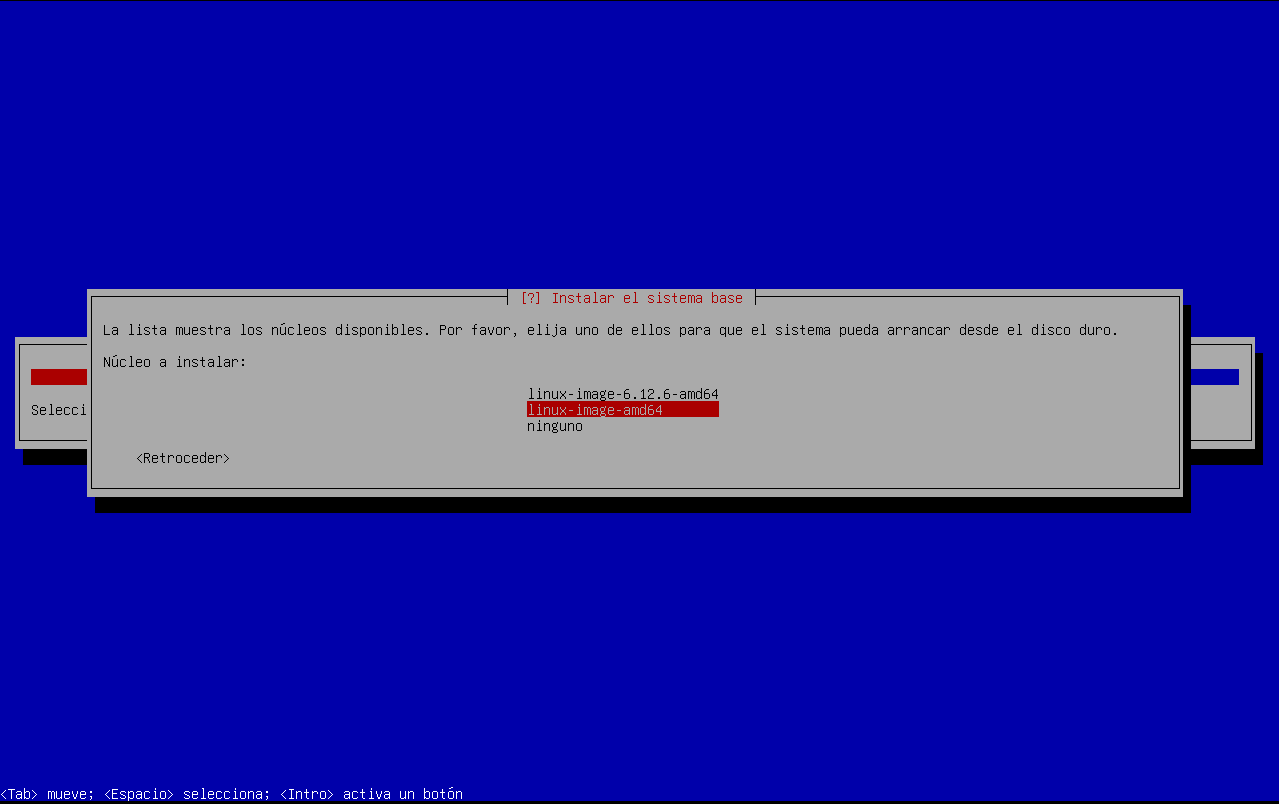 [?] Instalar el sistema base
La lista muestra los núcleos disponibles. Por favor, elija uno de ellos para que el sistema pueda arrancar desde el disco duro.
Núcleo a instalar:
linux-image-6.12.6-amd64
linux-image-amd64
ninguno
Selecci
<Retroceder>
<Tab> mueve; <Espacio> selecciona; <Intro> activa un botón